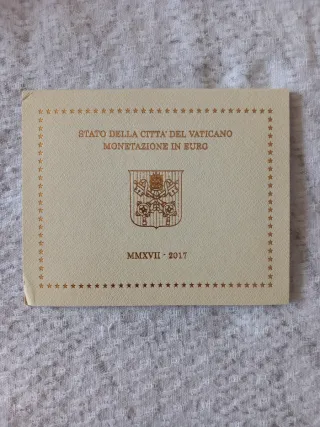 STATO DELLA CITTA' DEL VATICANO
MONETAZIONE IN EURO
MMXVII - 2017